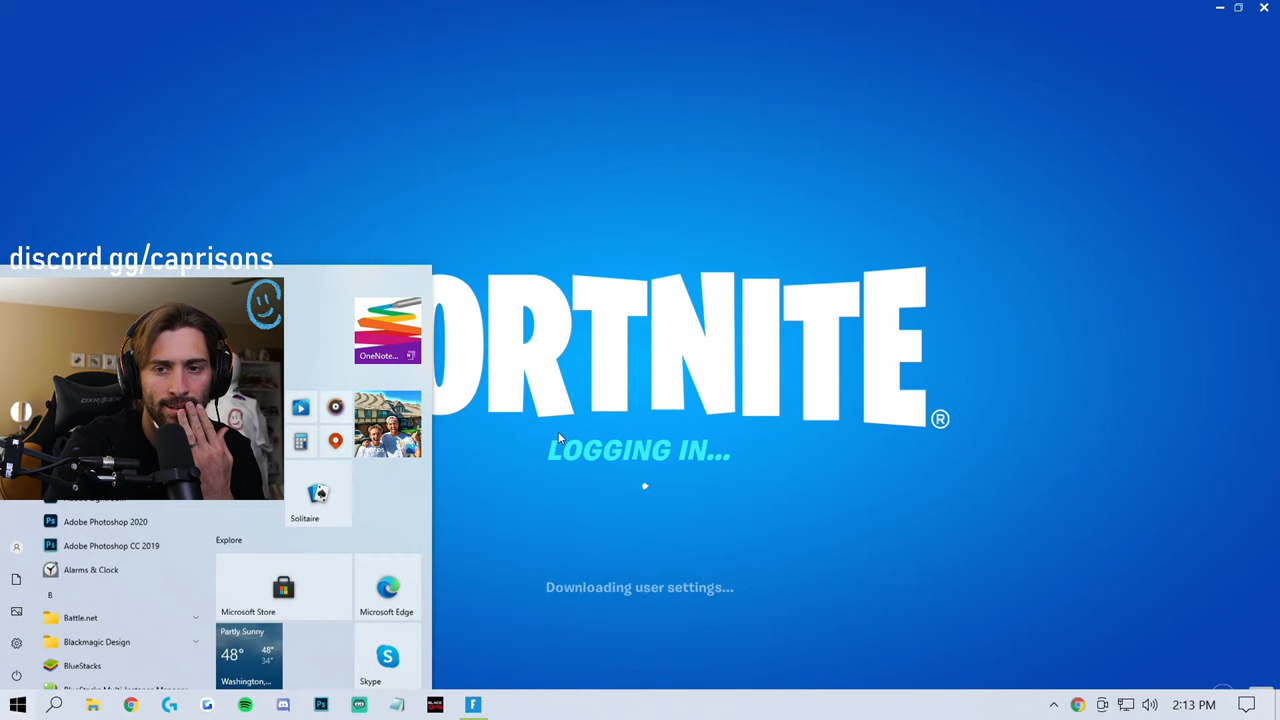 discord.gg/caprisons
ORTNITE®
LOGGING IN...
Downloading user settings...
OneNote...
Solitaire
Adobe Photoshop 2020
Adobe Photoshop CC 2019
Alarms & Clock
B
Battle.net
Blackmagic Design
BlueStacks
Explore
Microsoft Store
Microsoft Edge
Partly Sunny
48°
48°
34°
Washington,...
Skype
2:13 PM